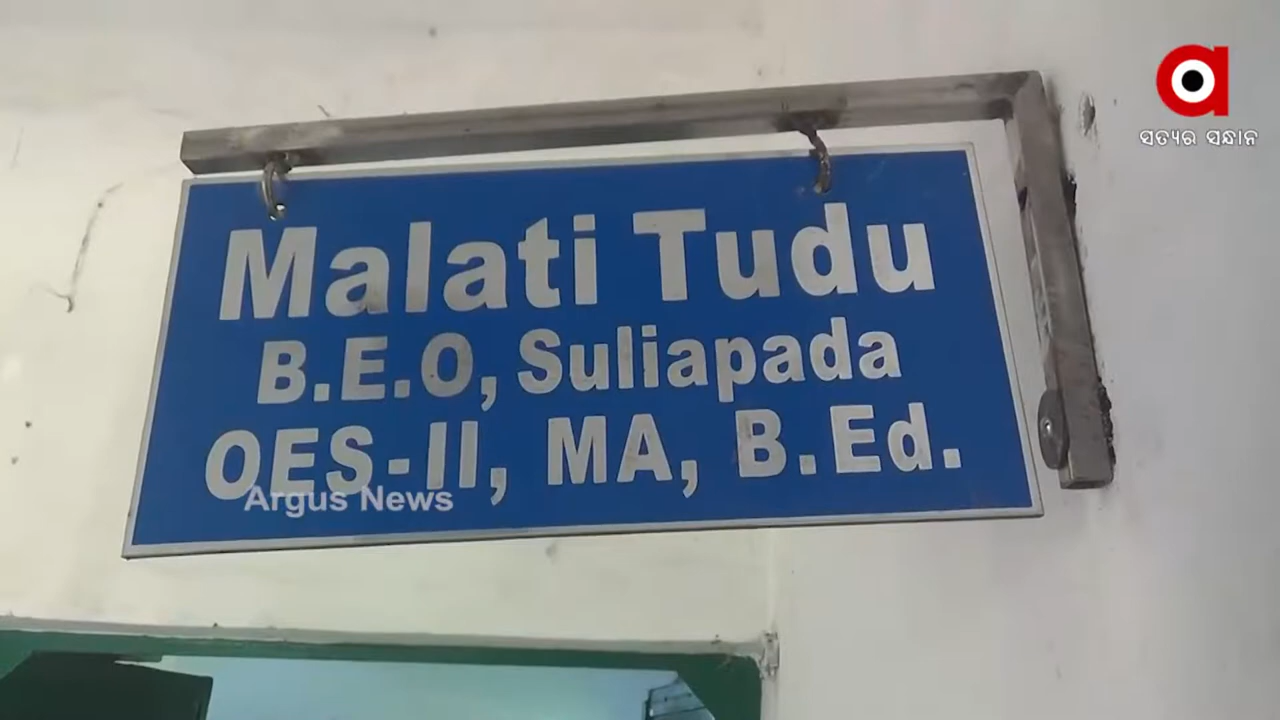 ସତ୍ୟର ସନ୍ଧାନ
Malati Tudu
B.E.O, Suliapada
OES-II, MA, B.Ed.
Argus News